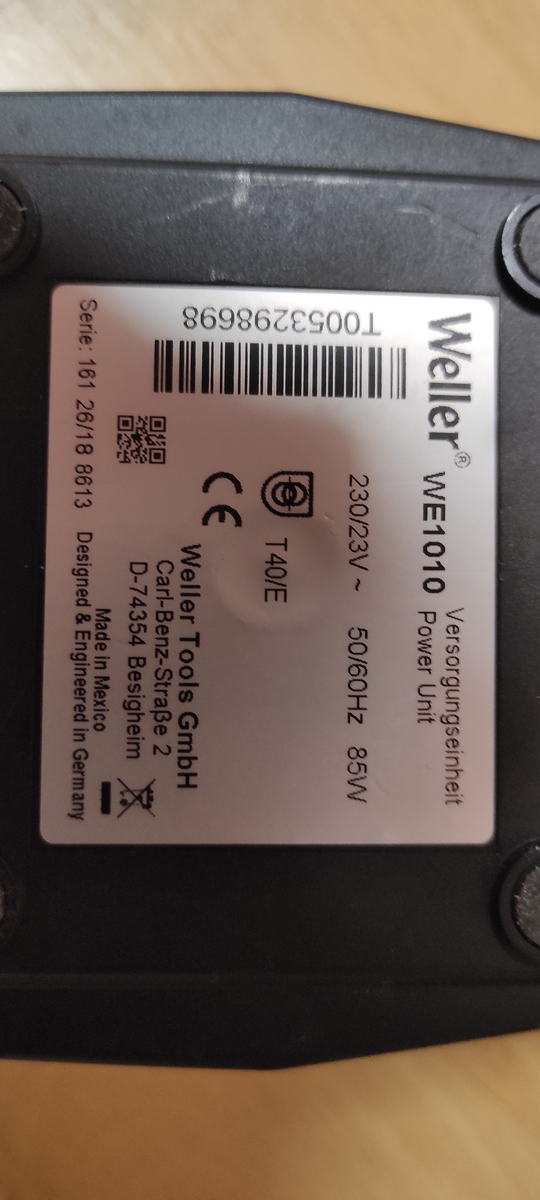 Weller® WE1010 Versorgungseinheit
Power Unit
T0053298698
230/23V ~ 50/60Hz 85W
T40/E
CE
Weller Tools GmbH
Carl-Benz-Straße 2
D-74354 Besigheim
Made in Mexico
Serie: 161 26/18 8613 Designed & Engineered in Germany